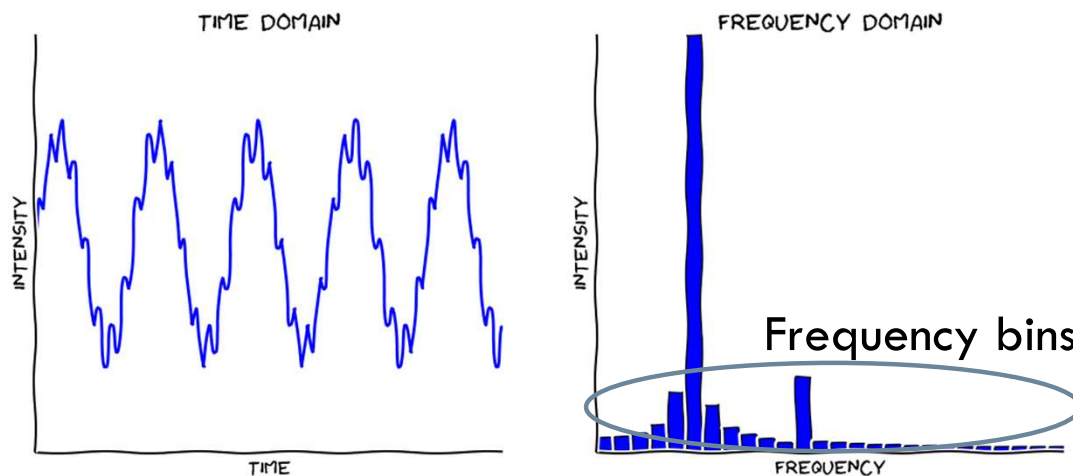 TIME DOMAIN
INTENSITY
TIME
FREQUENCY DOMAIN
INTENSITY
Frequency bins
FREQUENCY